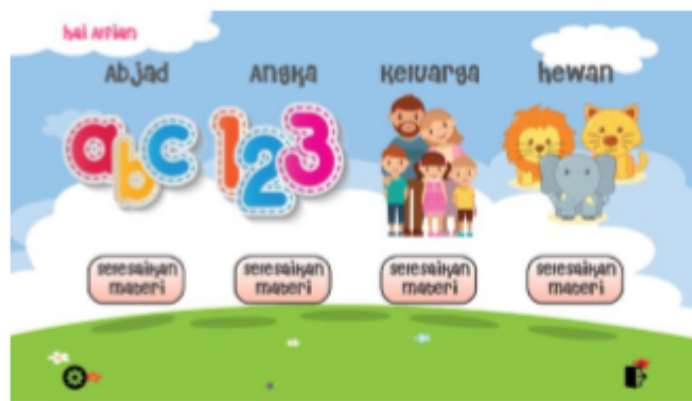 hai Arfian
Abjad
Angka
Keluarga
hewan
abc
123
selesaikan
materi
selesaikan
materi
selesaikan
materi
selesaikan
materi